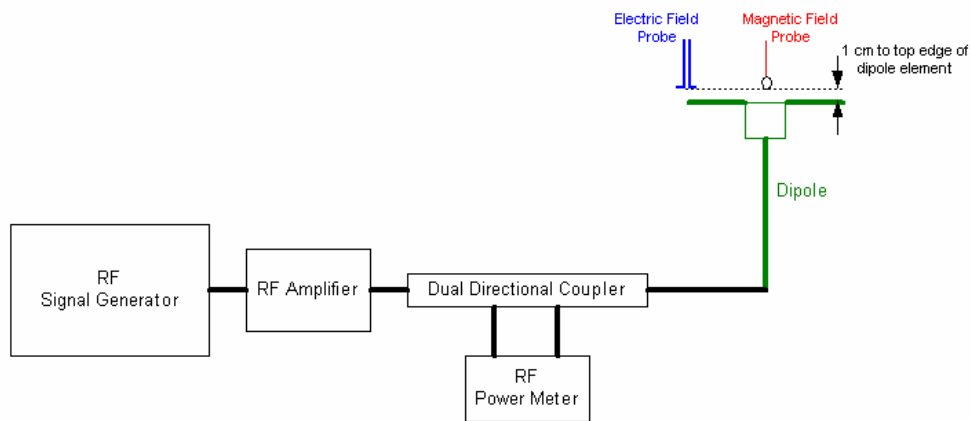 Electric Field
Probe
Magnetic Field
Probe
1 cm to top edge of
dipole element
Dipole
RF
Signal Generator
RF Amplifier
Dual Directional Coupler
RF
Power Meter